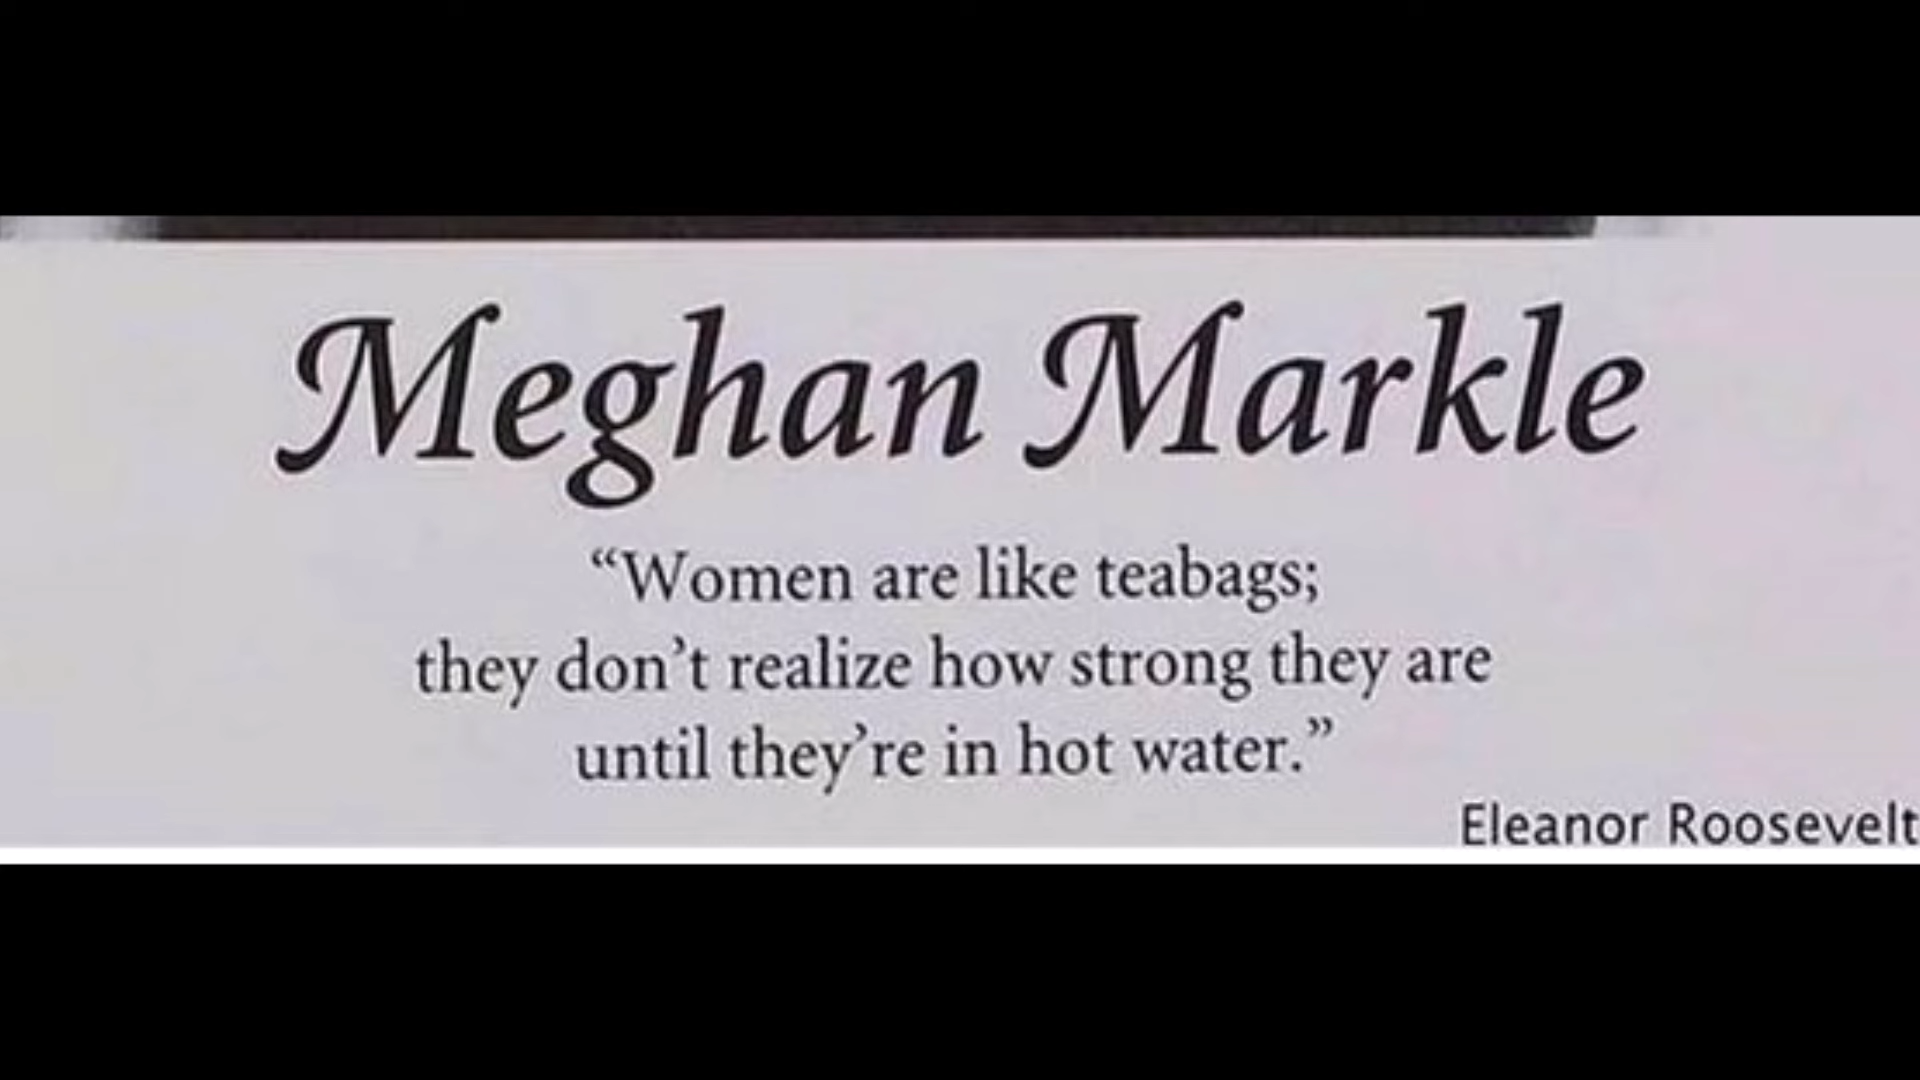 Meghan Markle
“Women are like teabags;
they don’t realize how strong they are
until they’re in hot water.”
Eleanor Roosevelt